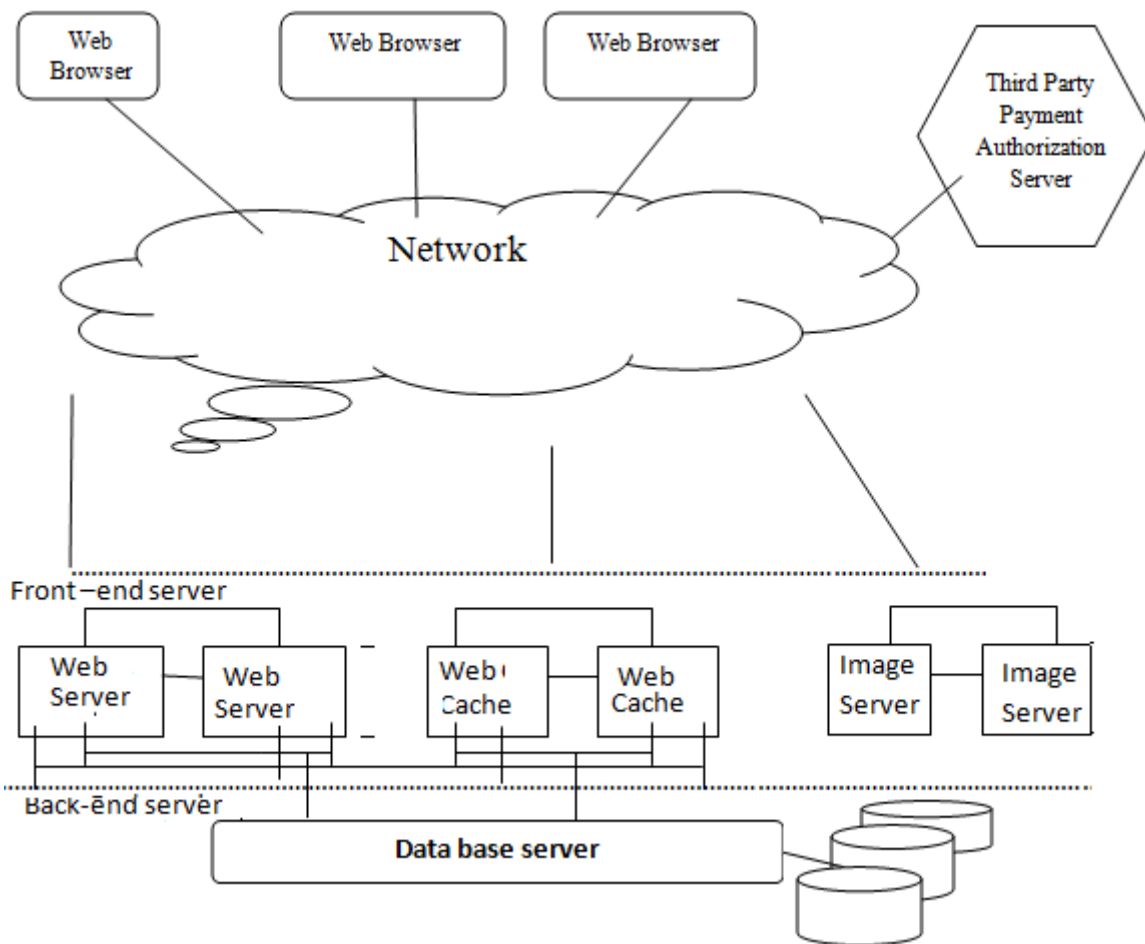 Web
Browser
Web Browser
Web Browser
Third Party
Payment
Authorization
Server
Network
Front –end server
Web
Server
Web
Server
Web
Cache
Web
Cache
Image
Server
Image
Server
Back-end server
Data base server